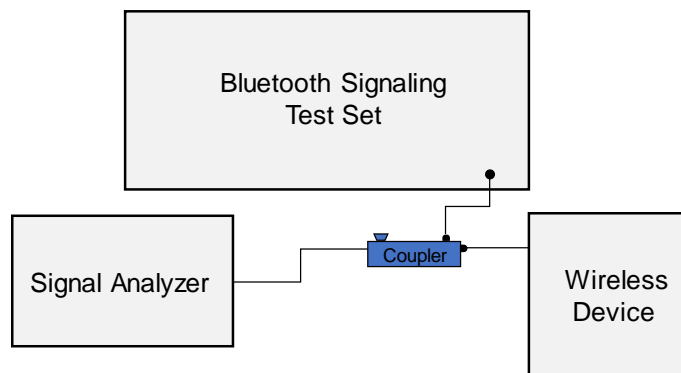 Bluetooth Signaling
Test Set
Coupler
Signal Analyzer
Wireless
Device